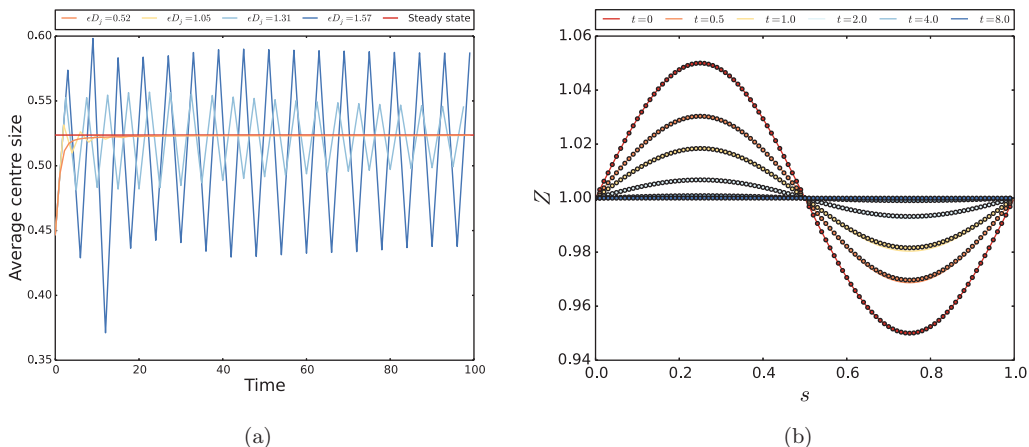 ϵD_j = 0.52 ϵD_j = 1.05 ϵD_j = 1.31 ϵD_j = 1.57 Steady state
0.60
0.55
0.50
0.45
0.40
0.35
Average centre size
0 20 40 60 80 100
Time
(a)
t = 0 t = 0.5 t = 1.0 t = 2.0 t = 4.0 t = 8.0
1.06
1.04
1.02
1.00
0.98
0.96
0.94
Z
0.0 0.2 0.4 0.6 0.8 1.0
s
(b)